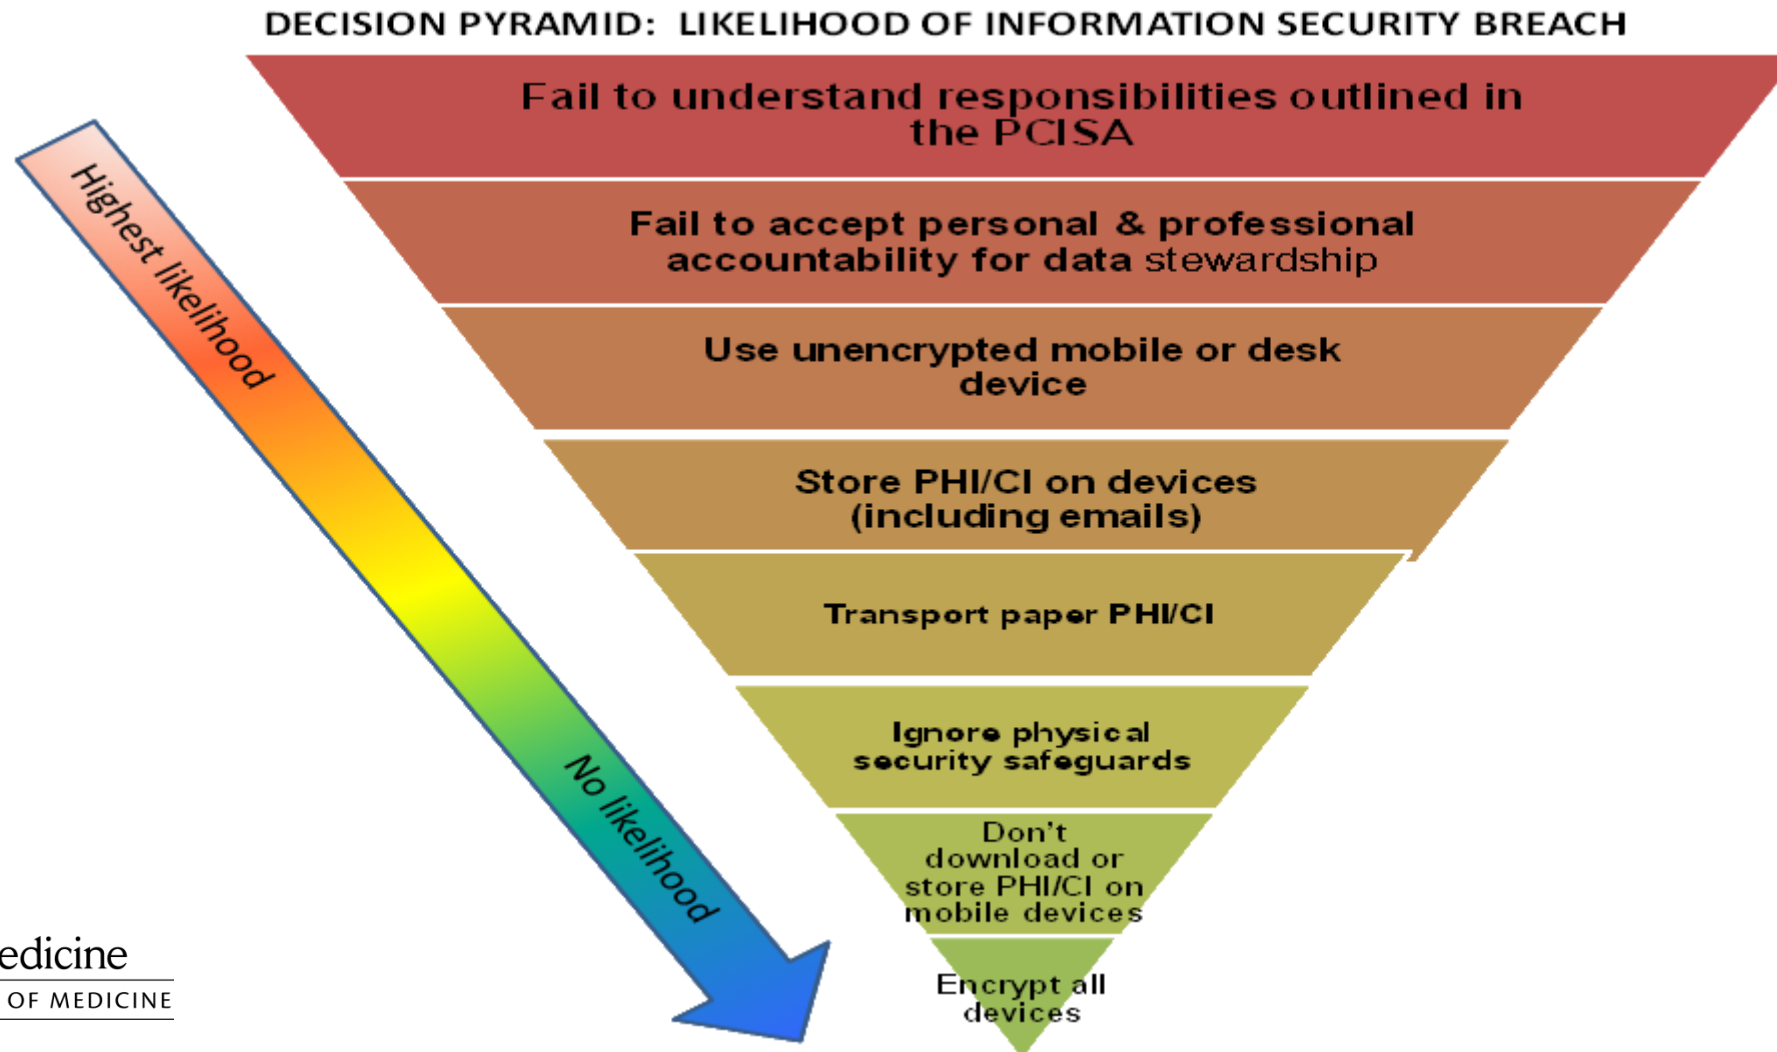 DECISION PYRAMID: LIKELIHOOD OF INFORMATION SECURITY BREACH
Fail to understand responsibilities outlined in
the PCISA
Highest likelihood
Fail to accept personal & professional
accountability for data stewardship
Use unencrypted mobile or desk
device
Store PHI/CI on devices
(including emails)
Transport paper PHI/CI
Ignore physical
security safeguards
No likelihood
Don't
download or
store PHI/CI on
mobile devices
Encrypt all
devices
edicine
OF MEDICINE